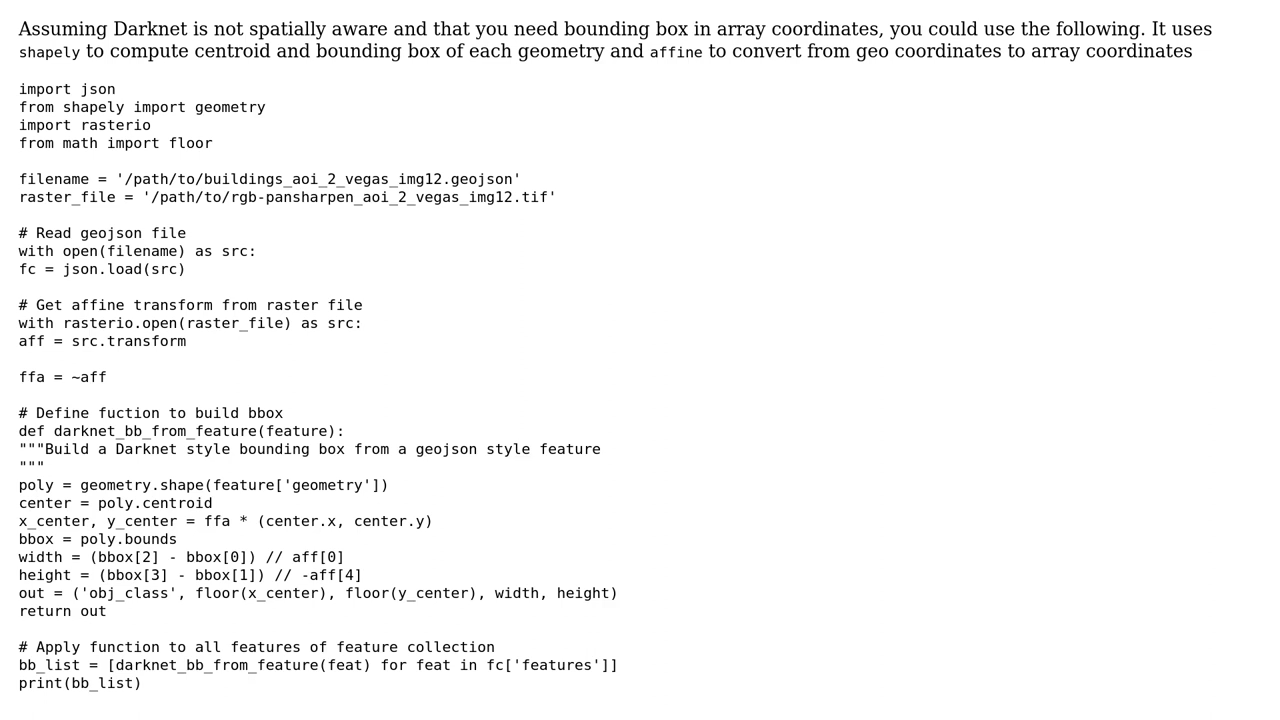 Assuming Darknet is not spatially aware and that you need bounding box in array coordinates, you could use the following. It uses
shapely to compute centroid and bounding box of each geometry and affine to convert from geo coordinates to array coordinates
import json
from shapely import geometry
import rasterio
from math import floor
filename = '/path/to/buildings_aoi_2_vegas_img12.geojson'
raster_file = '/path/to/rgb-pansharpen_aoi_2_vegas_img12.tif'
# Read geojson file
with open(filename) as src:
fc = json.load(src)
# Get affine transform from raster file
with rasterio.open(raster_file) as src:
aff = src.transform
ffa = ~aff
# Define fuction to build bbox
def darknet_bb_from_feature(feature):
"""Build a Darknet style bounding box from a geojson style feature
"""
poly = geometry.shape(feature['geometry'])
center = poly.centroid
x_center, y_center = ffa * (center.x, center.y)
bbox = poly.bounds
width = (bbox[2] - bbox[0]) // aff[0]
height = (bbox[3] - bbox[1]) // -aff[4]
out = ('obj_class', floor(x_center), floor(y_center), width, height)
return out
# Apply function to all features of feature collection
bb_list = [darknet_bb_from_feature(feat) for feat in fc['features']]
print(bb_list)